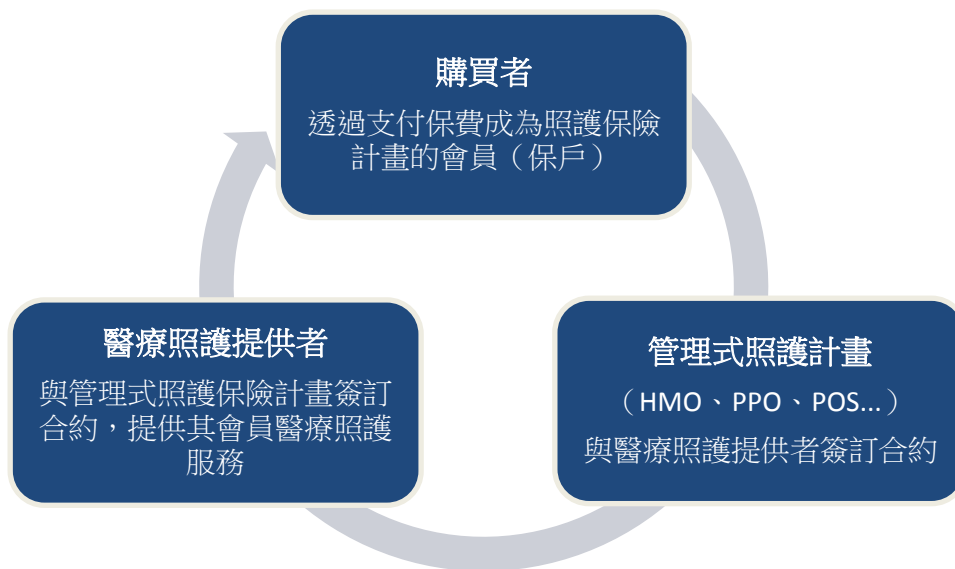 購買者
透過支付保費成為照護保險
計畫的會員（保戶）
醫療照護提供者
與管理式照護保險計畫簽訂
合約，提供其會員醫療照護
服務
管理式照護計畫
（HMO、PPO、POS...）
與醫療照護提供者簽訂合約